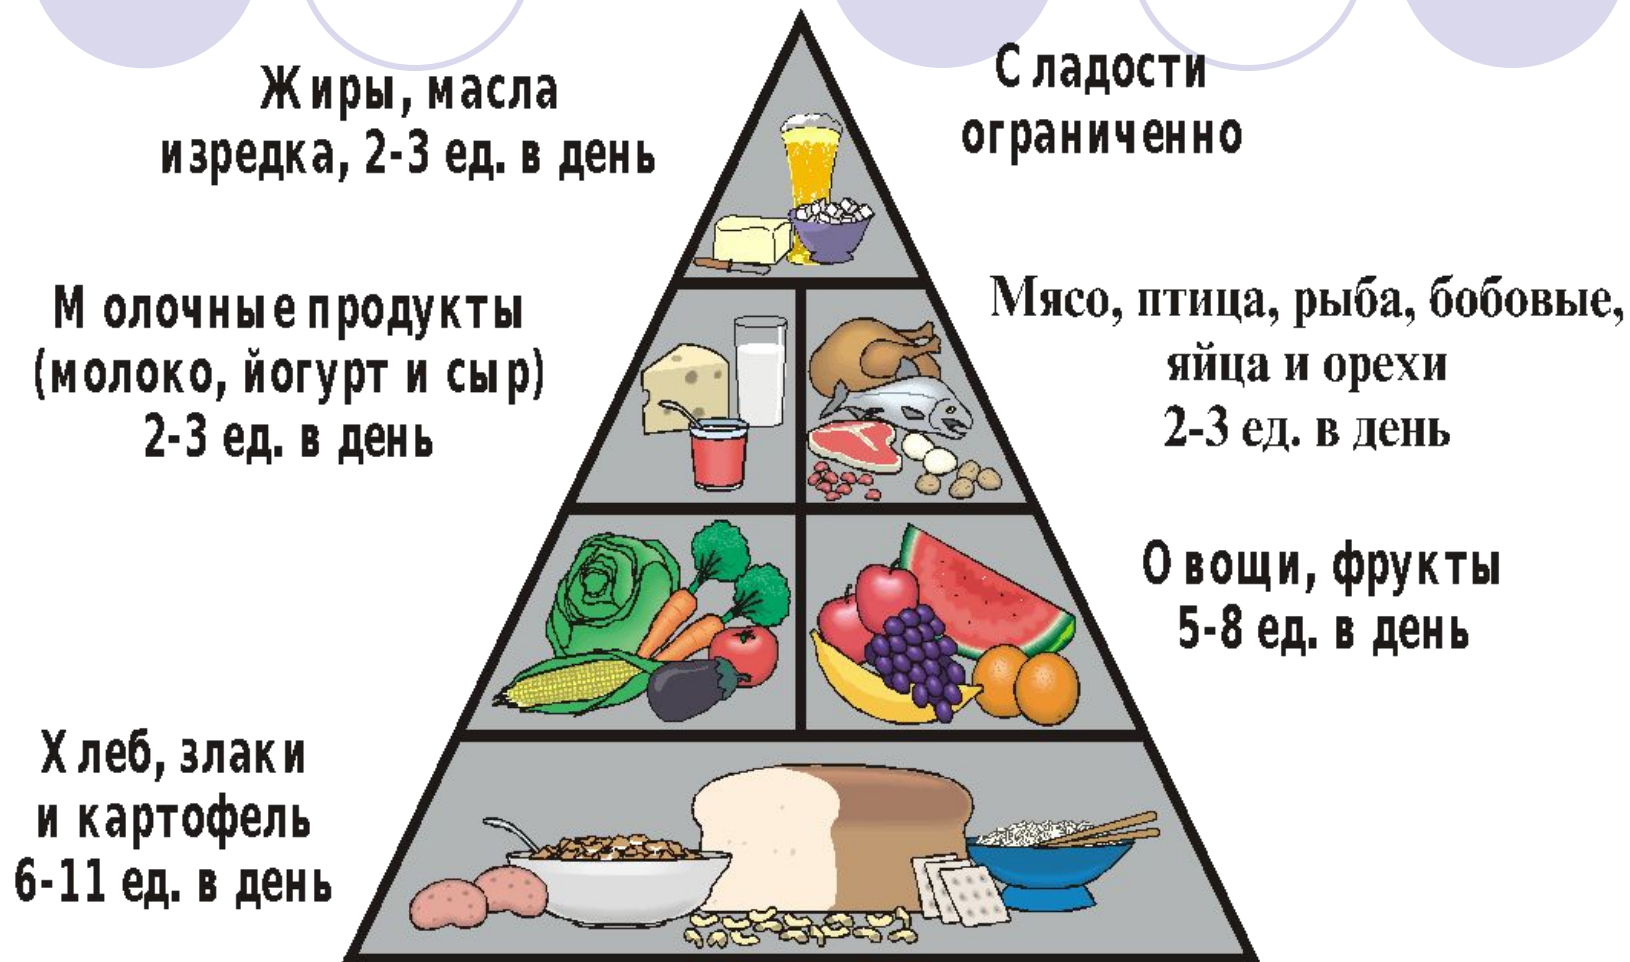 Жиры, масла
изредка, 2-3 ед. в день
Сладости
ограниченно
Молочные продукты
(молоко, йогурт и сыр)
2-3 ед. в день
Мясо, птица, рыба, бобовые,
яйца и орехи
2-3 ед. в день
Овощи, фрукты
5-8 ед. в день
Хлеб, злаки
и картофель
6-11 ед. в день